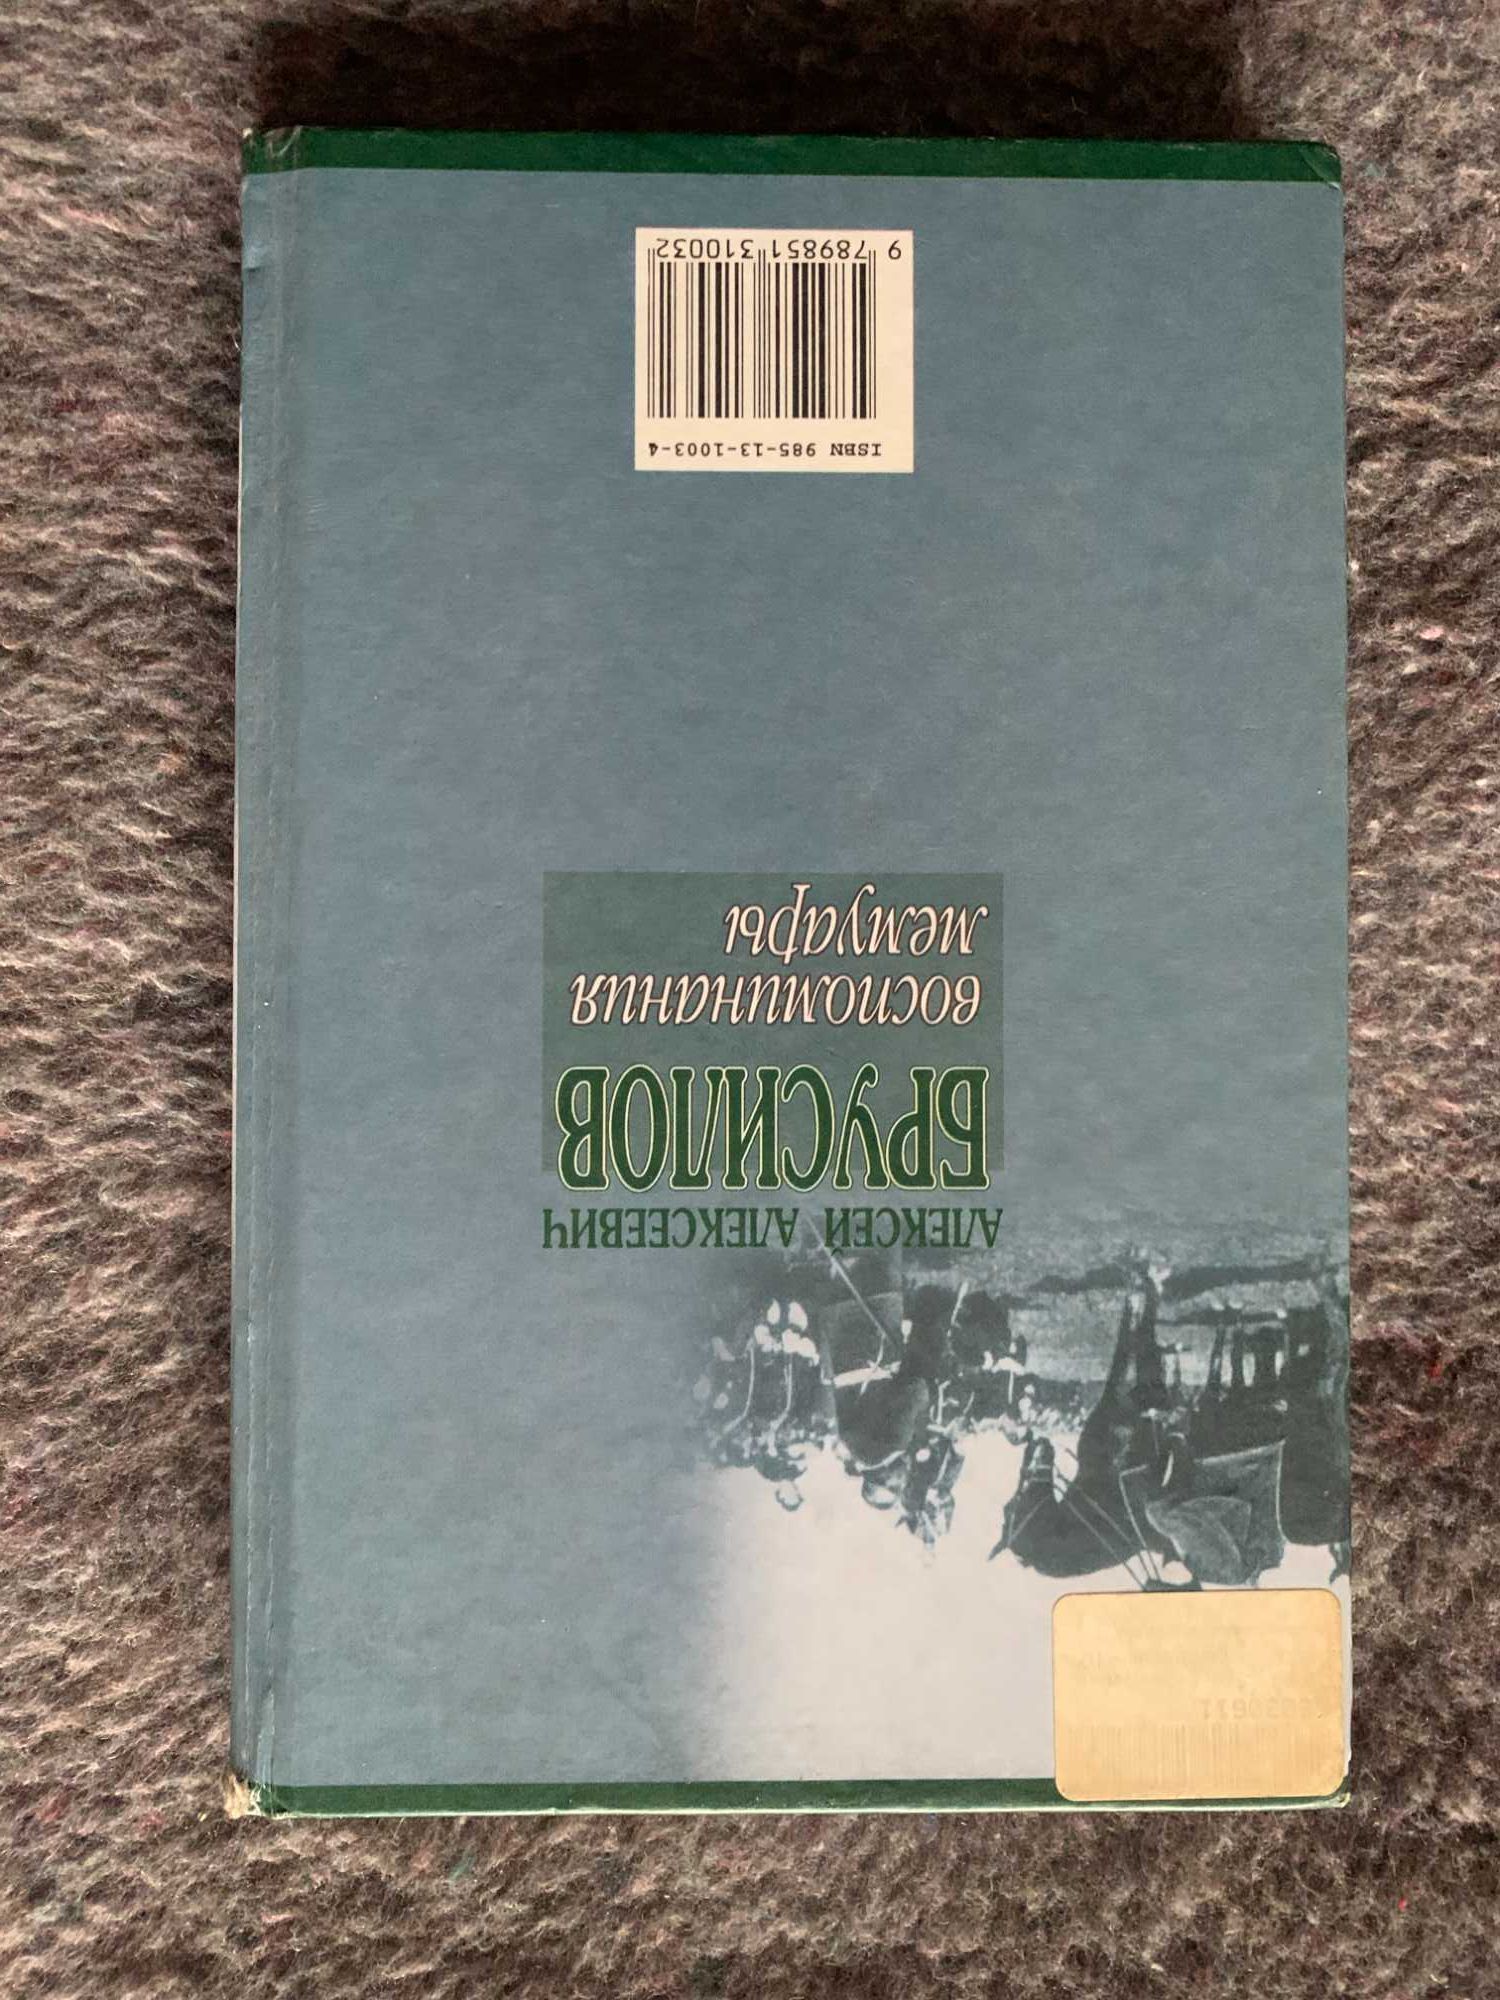 АЛЕКСЕЙ АЛЕКСЕЕВИЧ
БРУСИЛОВ
воспоминания
мемуары
ISBN 985-13-1003-4
9 789851 310032